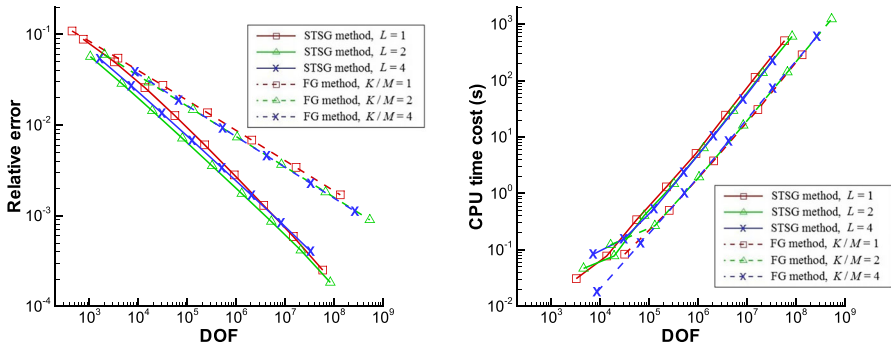 Relative error
10^-1
10^-2
10^-3
10^-4
10^3 10^4 10^5 10^6 10^7 10^8 10^9
DOF
STSG method, L = 1
STSG method, L = 2
STSG method, L = 4
FG method, K / M = 1
FG method, K / M = 2
FG method, K / M = 4
CPU time cost (s)
10^3
10^2
10^1
10^0
10^-1
10^-2
10^3 10^4 10^5 10^6 10^7 10^8 10^9
DOF
STSG method, L = 1
STSG method, L = 2
STSG method, L = 4
FG method, K / M = 1
FG method, K / M = 2
FG method, K / M = 4